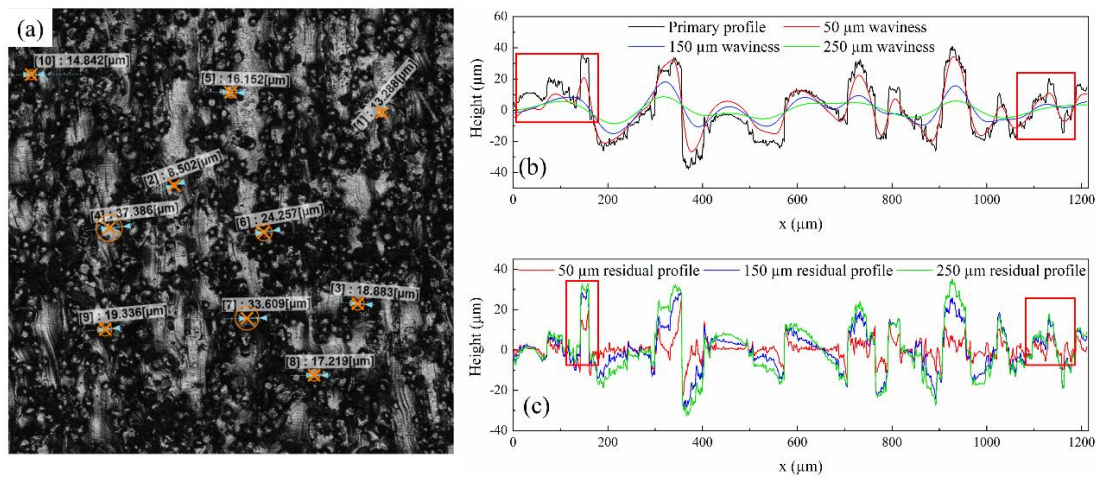 (a)
[10] : 14.842[μm]
[5] : 16.152[μm]
[2] : 8.502[μm]
[4] : 37.386[μm]
[6] : 24.257[μm]
[3] : 18.883[μm]
[7] : 33.609[μm]
[9] : 19.336[μm]
[8] : 17.219[μm]
Primary profile 50 μm waviness
150 μm waviness 250 μm waviness
60
40
20
0
-20
-40
Height (μm)
(b)
0 200 400 600 800 1000 1200
x (μm)
50 μm residual profile 150 μm residual profile 250 μm residual profile
40
20
0
-20
-40
Height (μm)
(c)
0 200 400 600 800 1000 1200
x (μm)